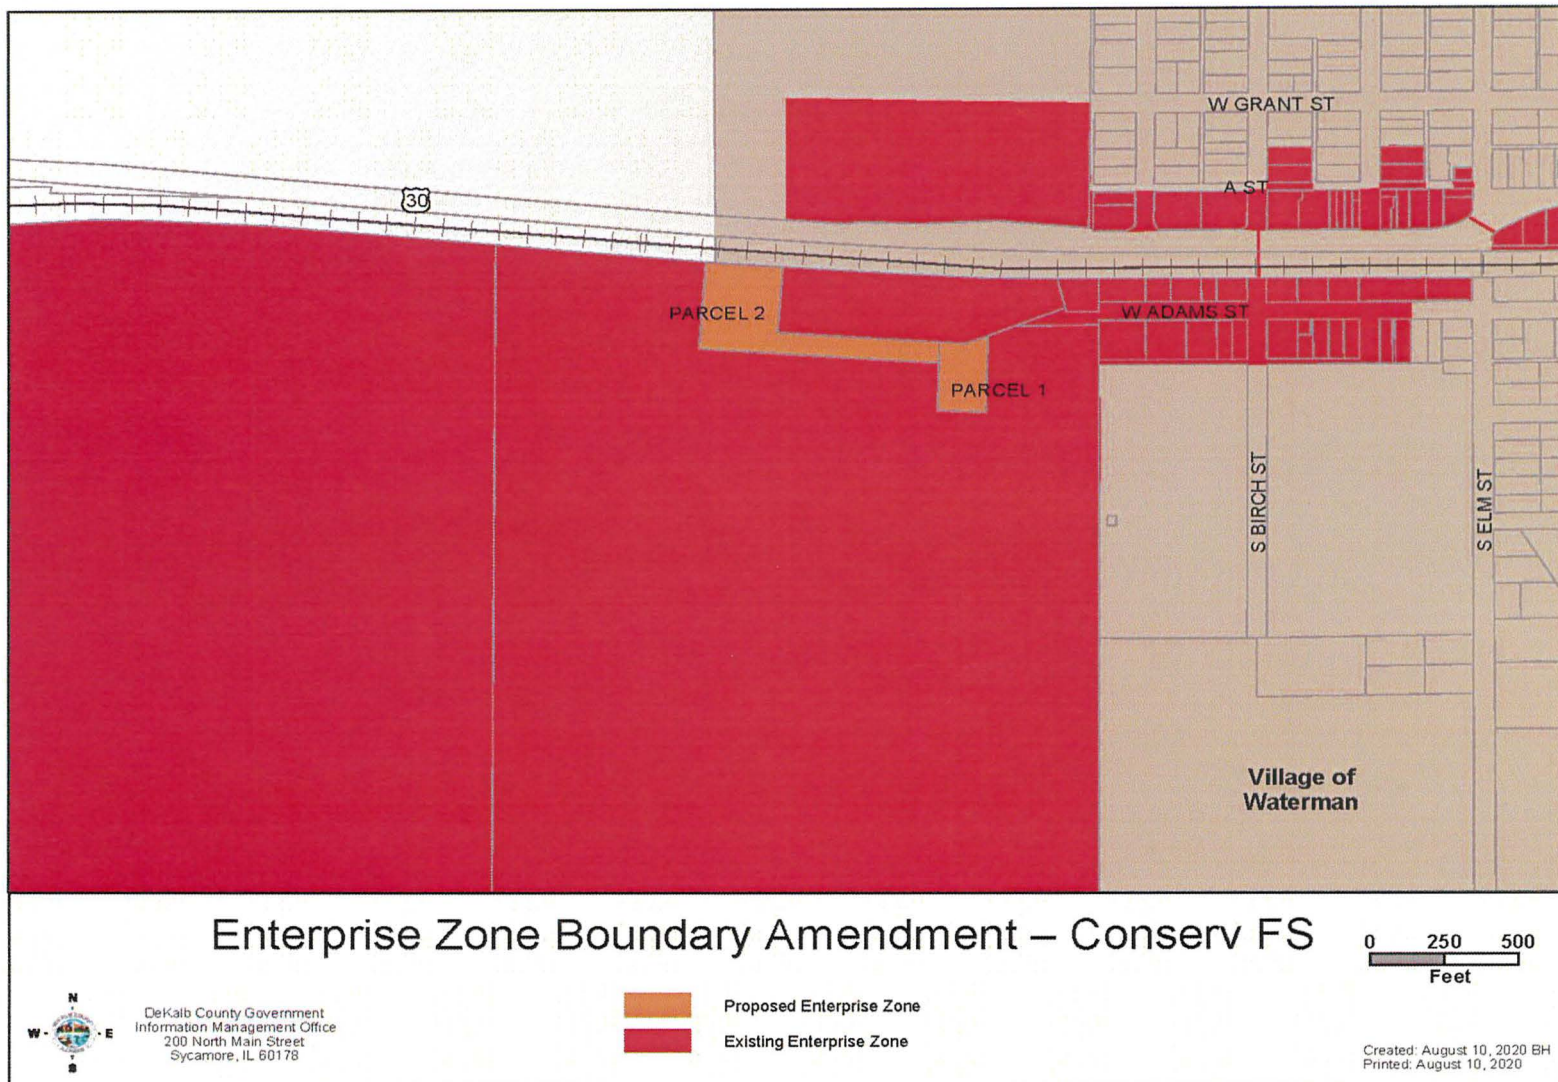 W GRANT ST
A ST
30
PARCEL 2
W ADAMS ST
PARCEL 1
S BIRCH ST
S ELM ST
Village of
Waterman
Enterprise Zone Boundary Amendment – Conserv FS
0 250 500
Feet
N
W - - E
S
DeKalb County Government
Information Management Office
200 North Main Street
Sycamore, IL 60178
Proposed Enterprise Zone
Existing Enterprise Zone
Created: August 10, 2020 BH
Printed: August 10, 2020